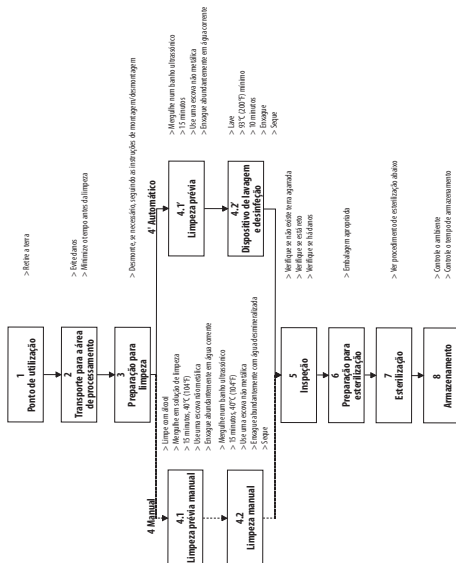 1
Ponto de utilização
> Retire a terra
2
Transporte para a área
de processamento
> Evite danos
> Minimize o tempo antes da limpeza
3
Preparação para
limpeza
> Desmonte, se necessário, seguindo as instruções de montagem/desmontagem
4 Manual
4.1
Limpeza prévia manual
> Limpe com álcool
> Mergulhe em solução de limpeza
> 15 minutos, 40°C (104°F)
> Use uma escova não metálica
> Enxague abundantemente em água corrente
4.2
Limpeza manual
> Mergulhe num banho ultrassónico
> 15 minutos, 40°C (104°F)
> Use uma escova não metálica
> Enxague abundantemente com água desmineralizada
> Seque
4' Automático
4.1'
Limpeza prévia
> Mergulhe num banho ultrassónico
> 15 minutos
> Use uma escova não metálica
> Enxague abundantemente em água corrente
4.2'
Dispositivo de lavagem
e desinfeção
> Lave
> 93°C (200°F) mínimo
> 10 minutos
> Enxague
> Seque
5
Inspeção
> Verifique se não existe terra agarrada
> Verifique se está reto
> Verifique se há danos
6
Preparação para
esterilização
> Embalagem apropriada
7
Esterilização
> Ver procedimento de esterilização abaixo
8
Armazenamento
> Controle o ambiente
> Controle o tempo de armazenamento